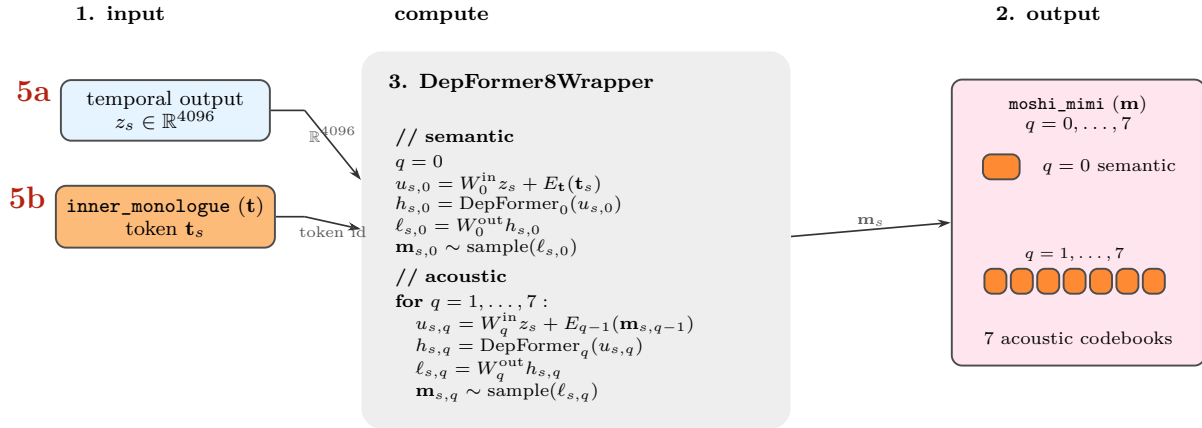 1. input
compute
2. output
5a
temporal output
z_s ∈ ℝ^4096
ℝ^4096
5b
inner_monologue (t)
token t_s
token id
3. DepFormer8Wrapper
// semantic
q = 0
u_{s,0} = W_0^in z_s + E_t(t_s)
h_{s,0} = DepFormer_0(u_{s,0})
ℓ_{s,0} = W_0^out h_{s,0}
m_{s,0} ∼ sample(ℓ_{s,0})
// acoustic
for q = 1, . . . , 7 :
u_{s,q} = W_q^in z_s + E_{q−1}(m_{s,q−1})
h_{s,q} = DepFormer_q(u_{s,q})
ℓ_{s,q} = W_q^out h_{s,q}
m_{s,q} ∼ sample(ℓ_{s,q})
m_s
moshi_mimi (m)
q = 0, . . . , 7
q = 0 semantic
q = 1, . . . , 7
7 acoustic codebooks